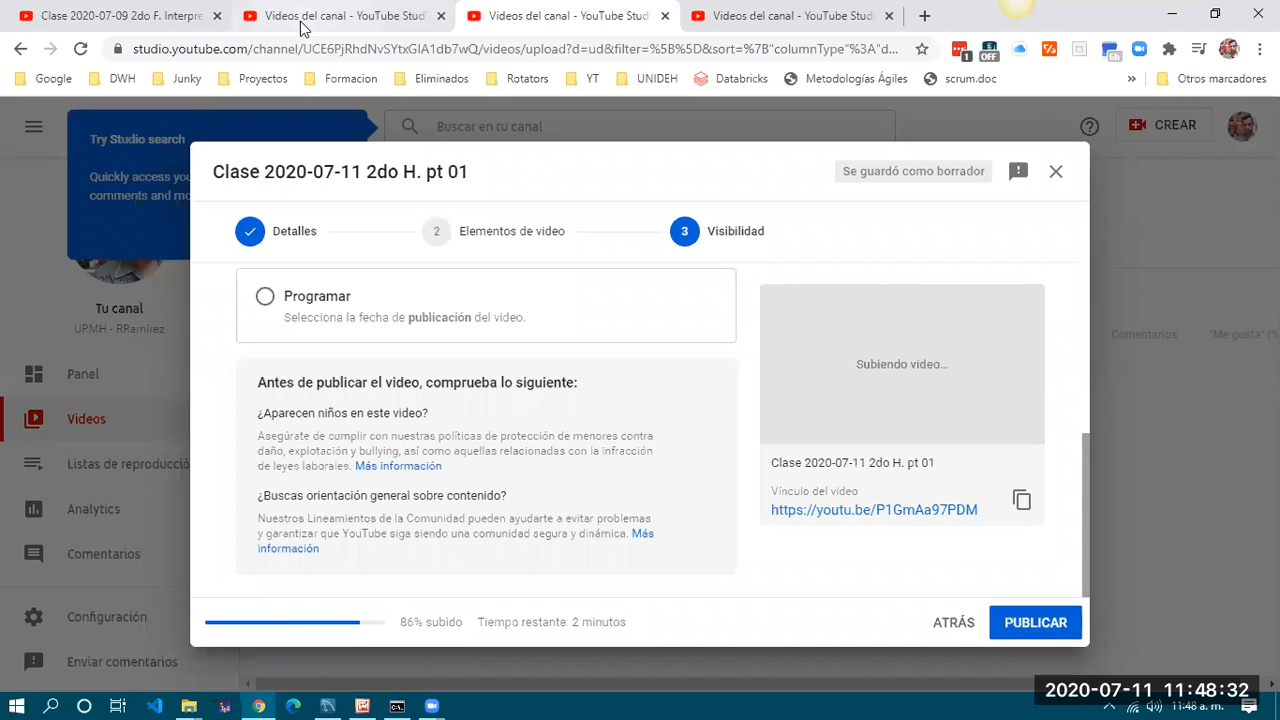 Clase 2020-07-09 2do F. Interpre
Videos del canal - YouTube Studi
Videos del canal - YouTube Stud
Videos del canal - YouTube Stud
studio.youtube.com/channel/UCE6PjRhdNvSYtxGlA1db7wQ/videos/upload?d=ud&filter=%5B%5D&sort=%7B"columnType"%3A"d...
1
OFF
6h
Google
DWH
Junky
Proyectos
Formacion
Eliminados
Rotators
YT
UNIDEH
Databricks
Metodologías Ágiles
scrum.doc
»
Otros marcadores
Try Studio search
Quickly access you
comments and mo
Buscar en tu canal
CREAR
Clase 2020-07-11 2do H. pt 01
Se guardó como borrador
Detalles
2
Elementos de video
3
Visibilidad
Programar
Selecciona la fecha de publicación del video.
Subiendo video...
Antes de publicar el video, comprueba lo siguiente:
¿Aparecen niños en este video?
Asegúrate de cumplir con nuestras políticas de protección de menores contra
daño, explotación y bullying, así como aquellas relacionadas con la infracción
de leyes laborales. Más información
¿Buscas orientación general sobre contenido?
Nuestros Lineamientos de la Comunidad pueden ayudarte a evitar problemas
y garantizar que YouTube siga siendo una comunidad segura y dinámica. Más
información
Clase 2020-07-11 2do H. pt 01
Vínculo del video
https://youtu.be/P1GmAa97PDM
86% subido
Tiempo restante: 2 minutos
ATRÁS
PUBLICAR
Tu canal
UPMH - RRamírez
Panel
Videos
Listas de reproducció
Analytics
Comentarios
Configuración
Enviar comentarios
Comentarios
"Me gusta" (%
2020-07-11 11:48:32
11:48 a. m.